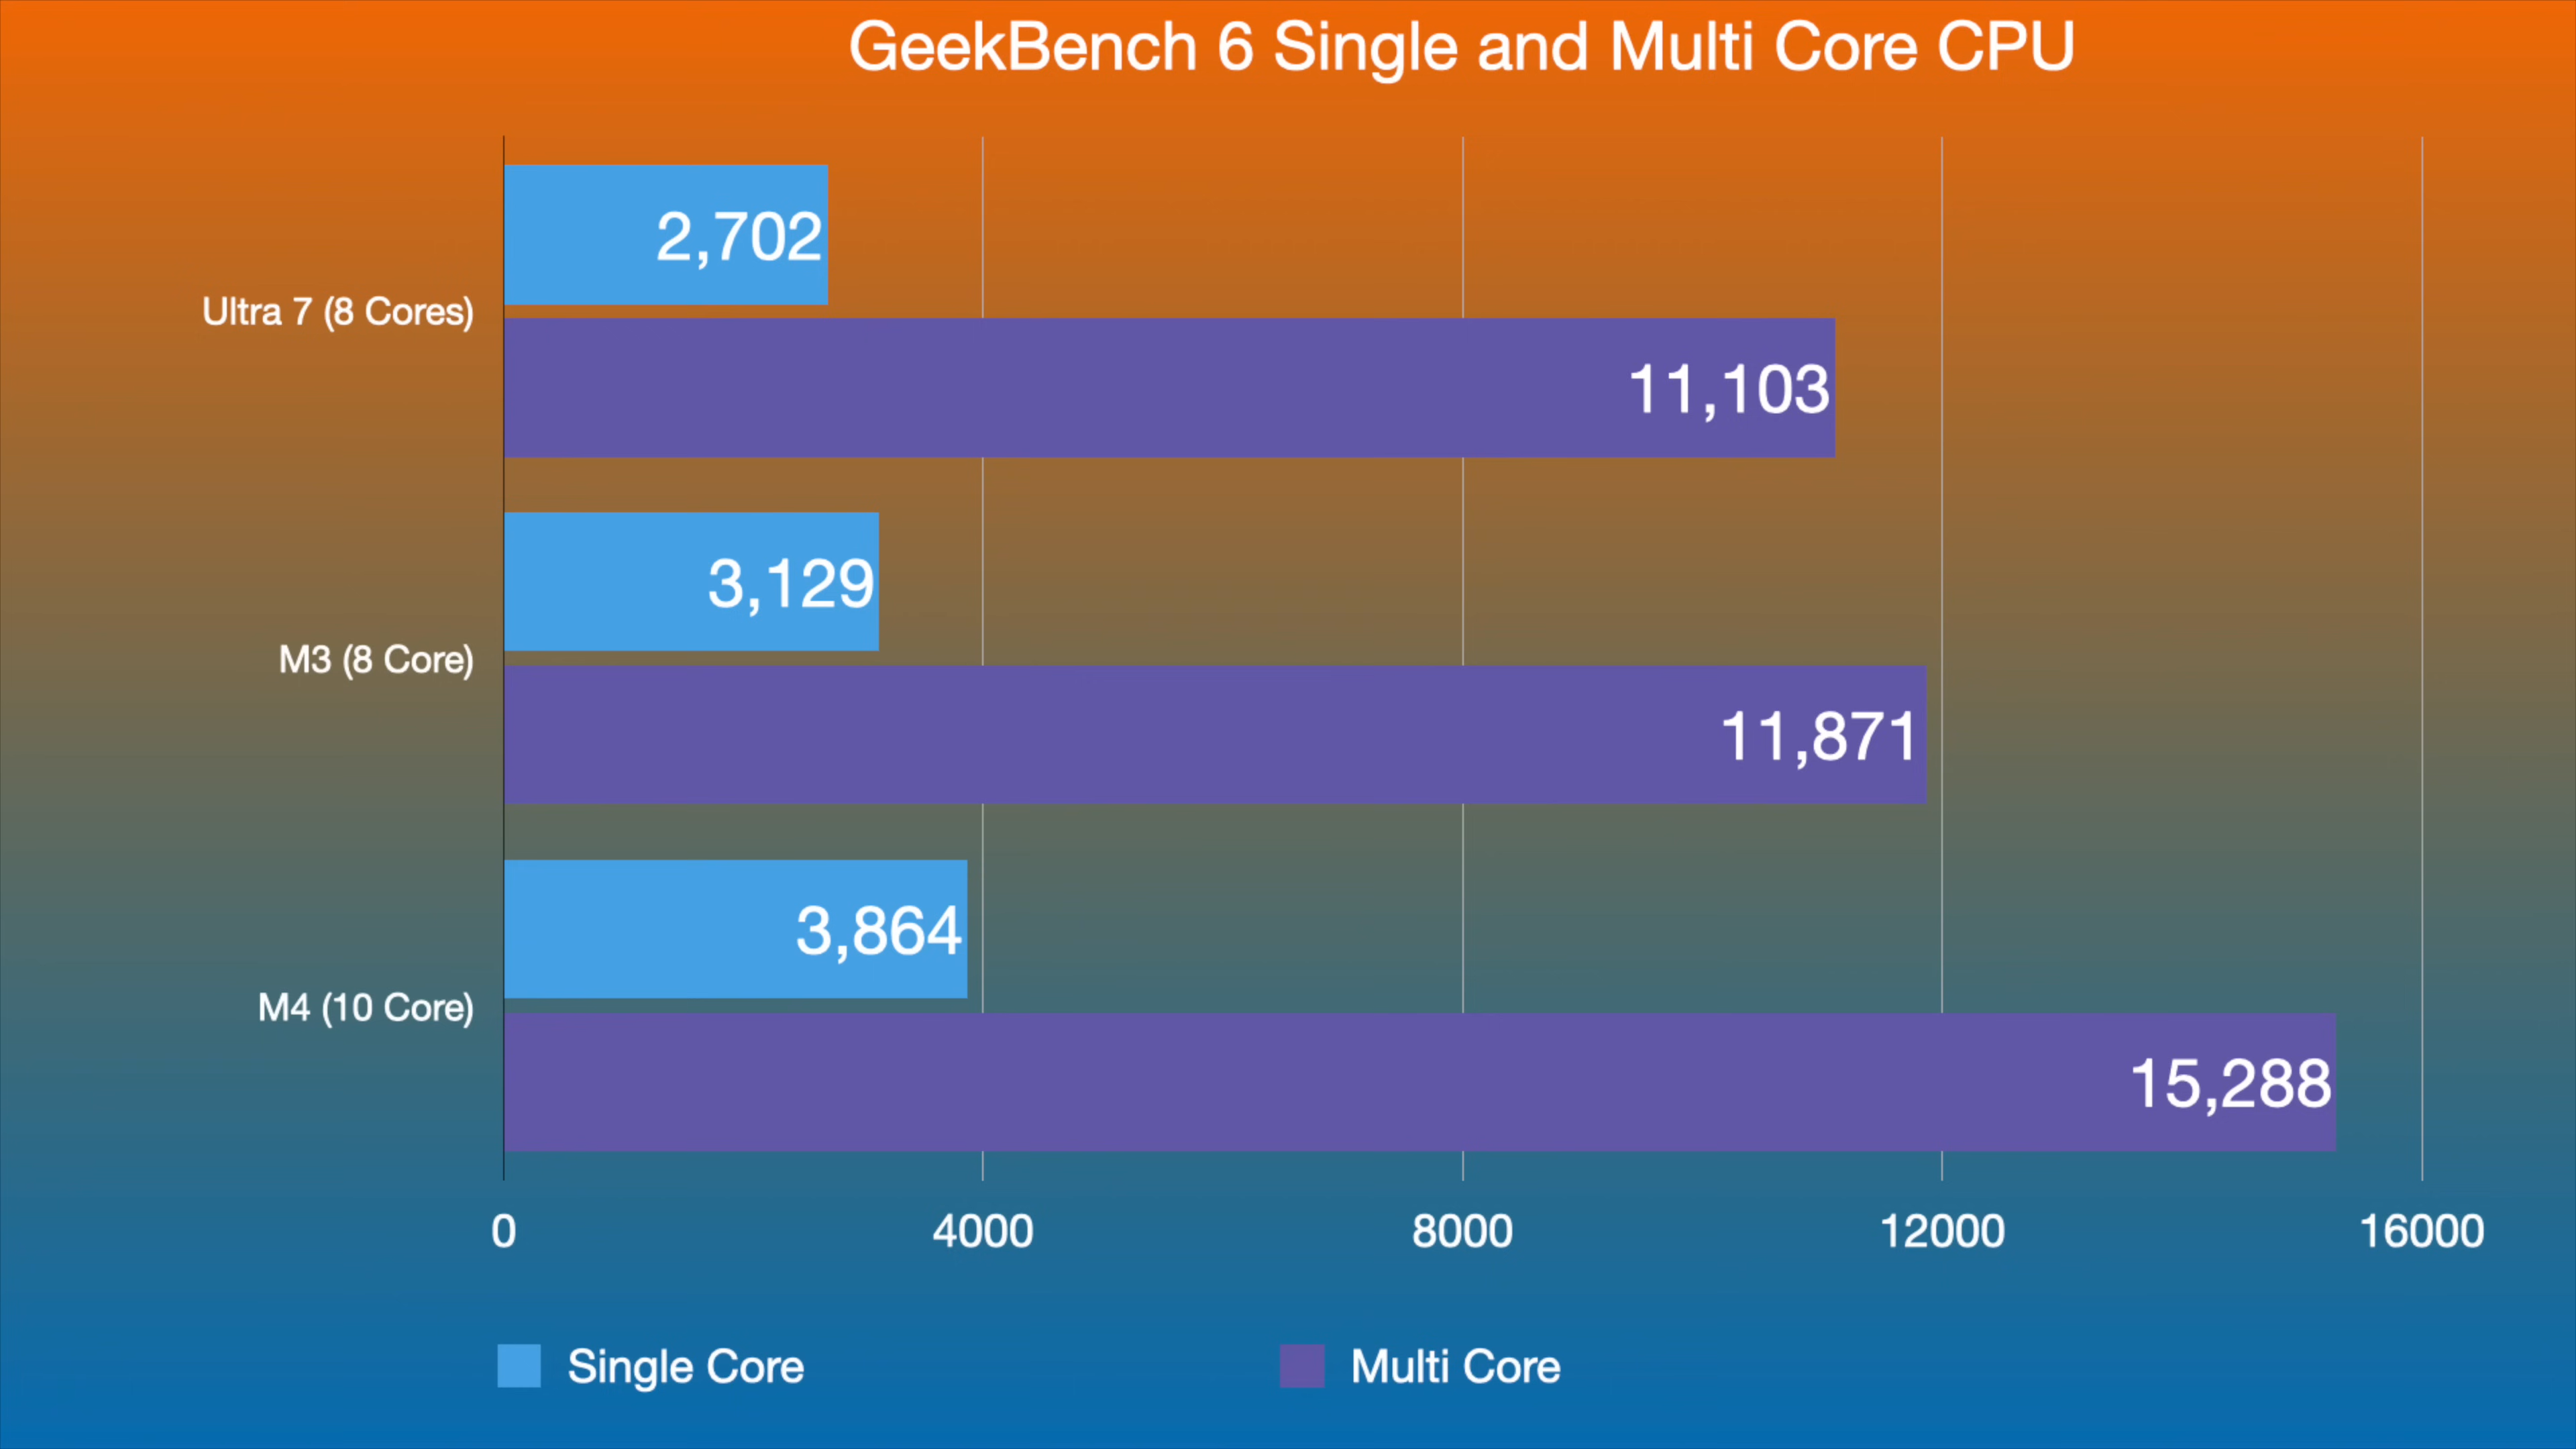 GeekBench 6 Single and Multi Core CPU
2,702
Ultra 7 (8 Cores)
11,103
3,129
M3 (8 Core)
11,871
3,864
M4 (10 Core)
15,288
0 4000 8000 12000 16000
Single Core Multi Core